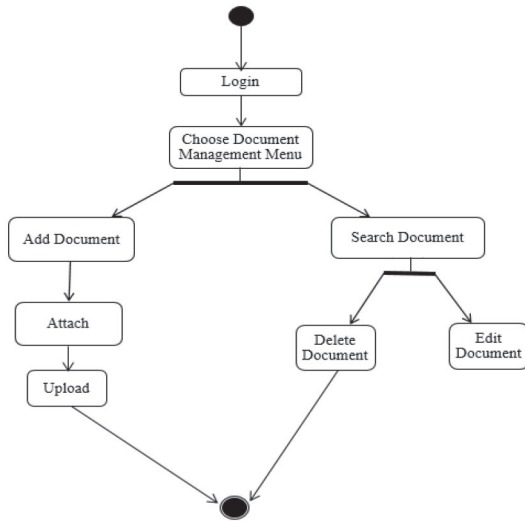 Login
Choose Document
Management Menu
Add Document
Search Document
Attach
Delete
Document
Edit
Document
Upload